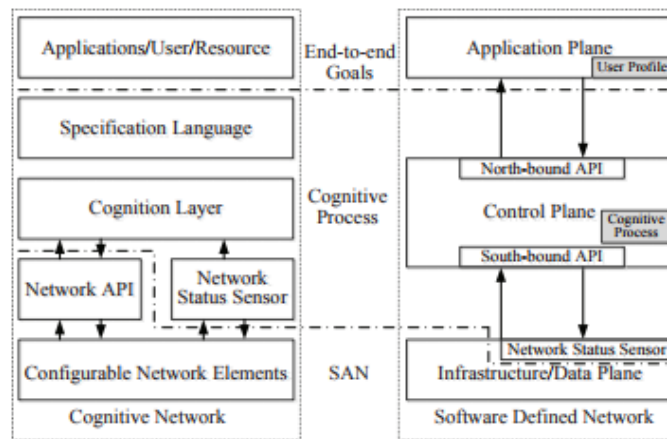 Applications/User/Resource
End-to-end
Goals
Application Plane
User Profile
Specification Language
North-bound API
Cognition Layer
Cognitive
Process
Control Plane
Cognitive
Process
South-bound API
Network API
Network
Status Sensor
Network Status Sensor
Configurable Network Elements
SAN
Infrastructure/Data Plane
Cognitive Network
Software Defined Network